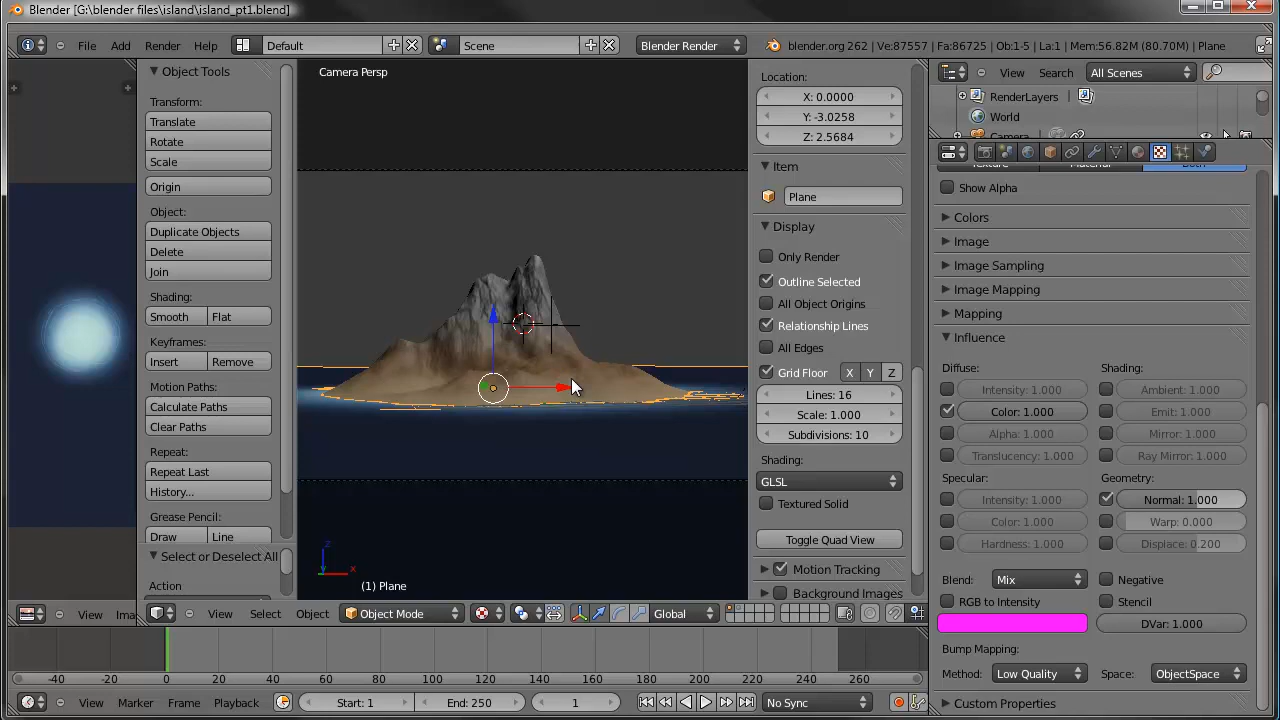 Blender [G:\blender files\island\island_pt1.blend]
File Add Render Help Default Scene Blender Render blender.org 262 | Ve:87557 | Fa:86725 | Ob:1-5 | La:1 | Mem:56.82M (80.70M) | Plane
Object Tools
Transform:
Translate
Rotate
Scale
Origin
Object:
Duplicate Objects
Delete
Join
Shading:
Smooth Flat
Keyframes:
Insert Remove
Motion Paths:
Calculate Paths
Clear Paths
Repeat:
Repeat Last
History...
Grease Pencil:
Draw Line
Select or Deselect All
Action
Camera Persp
z
x
(1) Plane
Location:
X: 0.0000
Y: -3.0258
Z: 2.5684
Item
Plane
Display
Only Render
Outline Selected
All Object Origins
Relationship Lines
All Edges
Grid Floor X Y Z
Lines: 16
Scale: 1.000
Subdivisions: 10
Shading:
GLSL
Textured Solid
Toggle Quad View
Motion Tracking
Background Images
View Search All Scenes
RenderLayers
World
Camera
Show Alpha
Colors
Image
Image Sampling
Image Mapping
Mapping
Influence
Diffuse: Shading:
Intensity: 1.000 Ambient: 1.000
Color: 1.000 Emit: 1.000
Alpha: 1.000 Mirror: 1.000
Translucency: 1.000 Ray Mirror: 1.000
Specular: Geometry:
Intensity: 1.000 Normal: 1.000
Color: 1.000 Warp: 0.000
Hardness: 1.000 Displace: 0.200
Blend: Mix Negative
RGB to Intensity Stencil
DVar: 1.000
Bump Mapping:
Method: Low Quality Space: ObjectSpace
Custom Properties
View Ima View Select Object Object Mode Global
-40 -20 0 20 40 60 80 100 120 140 160 180 200 220 240 260
View Marker Frame Playback Start: 1 End: 250 1 No Sync